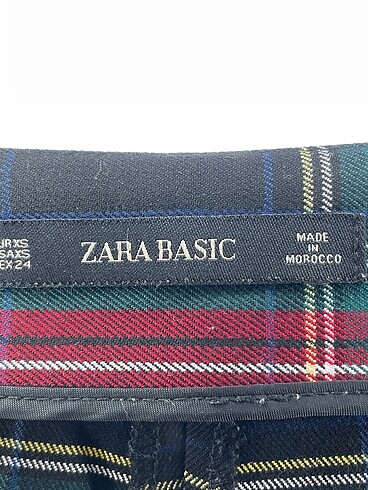 UR XS
SA XS
EX 24
ZARA BASIC
MADE
IN
MOROCCO